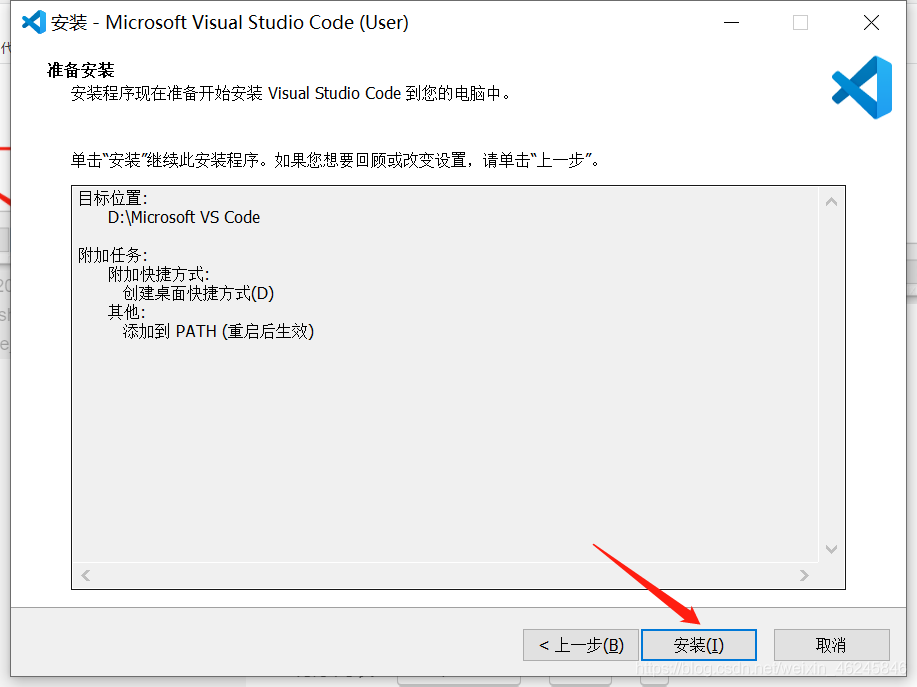 安装 - Microsoft Visual Studio Code (User)
准备安装
安装程序现在准备开始安装 Visual Studio Code 到您的电脑中。
单击“安装”继续此安装程序。如果您想要回顾或改变设置，请单击“上一步”。
目标位置:
D:\Microsoft VS Code
附加任务:
附加快捷方式:
创建桌面快捷方式(D)
其他:
添加到 PATH (重启后生效)
< 上一步(B)
安装(I)
取消
https://blog.csdn.net/weixin_46245846